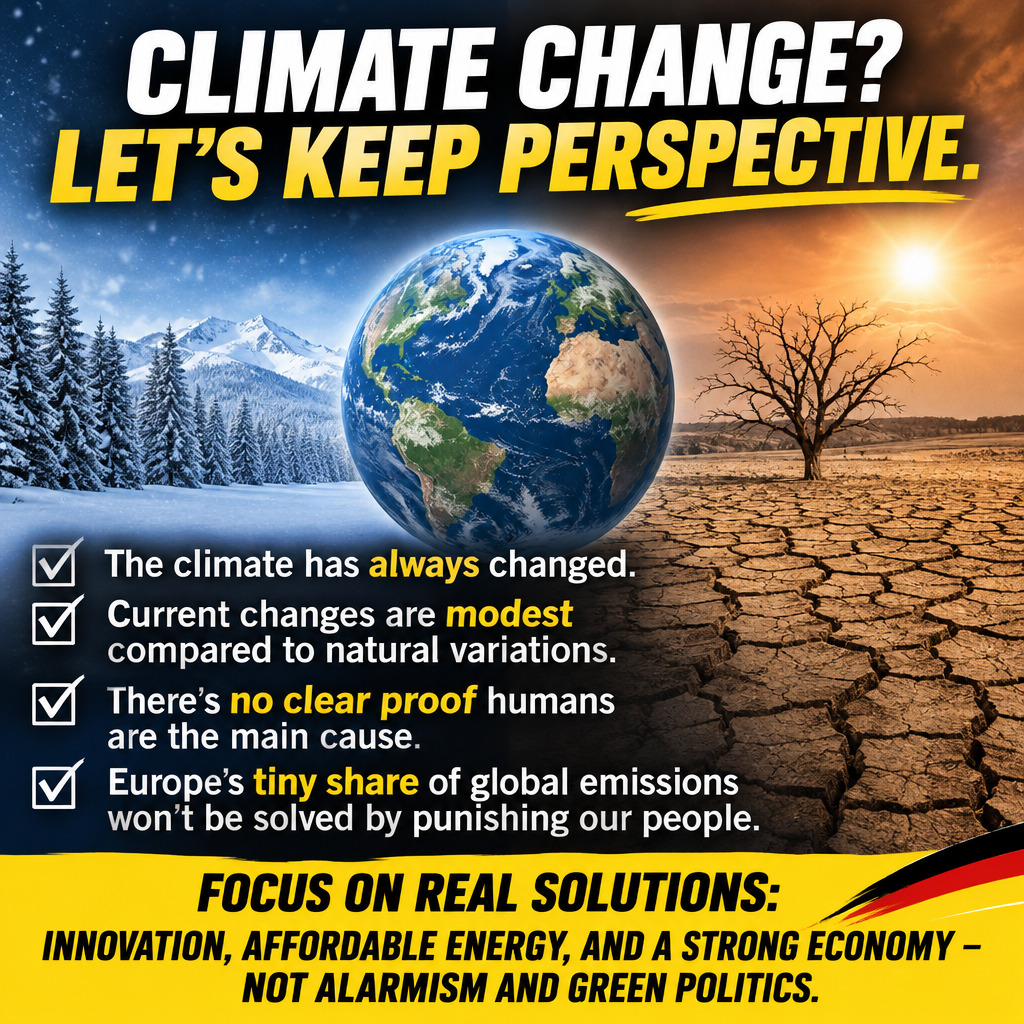 CLIMATE CHANGE?
LET'S KEEP PERSPECTIVE.
The climate has always changed.
Current changes are modest
compared to natural variations.
There's no clear proof humans
are the main cause.
Europe's tiny share of global emissions
won't be solved by punishing our people.
FOCUS ON REAL SOLUTIONS:
INNOVATION, AFFORDABLE ENERGY, AND A STRONG ECONOMY –
NOT ALARMISM AND GREEN POLITICS.